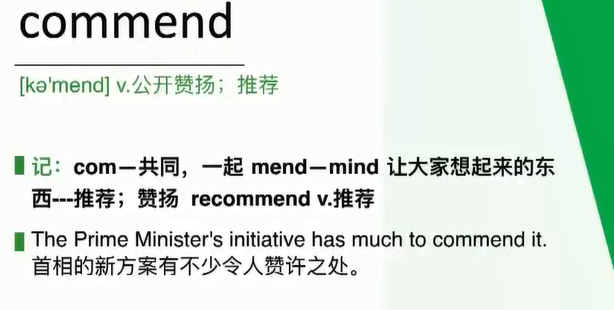 commend
[kə'mend] v.公开赞扬；推荐
记：com—共同，一起 mend—mind 让大家想起来的东
西---推荐；赞扬 recommend v.推荐
The Prime Minister's initiative has much to commend it.
首相的新方案有不少令人赞许之处。